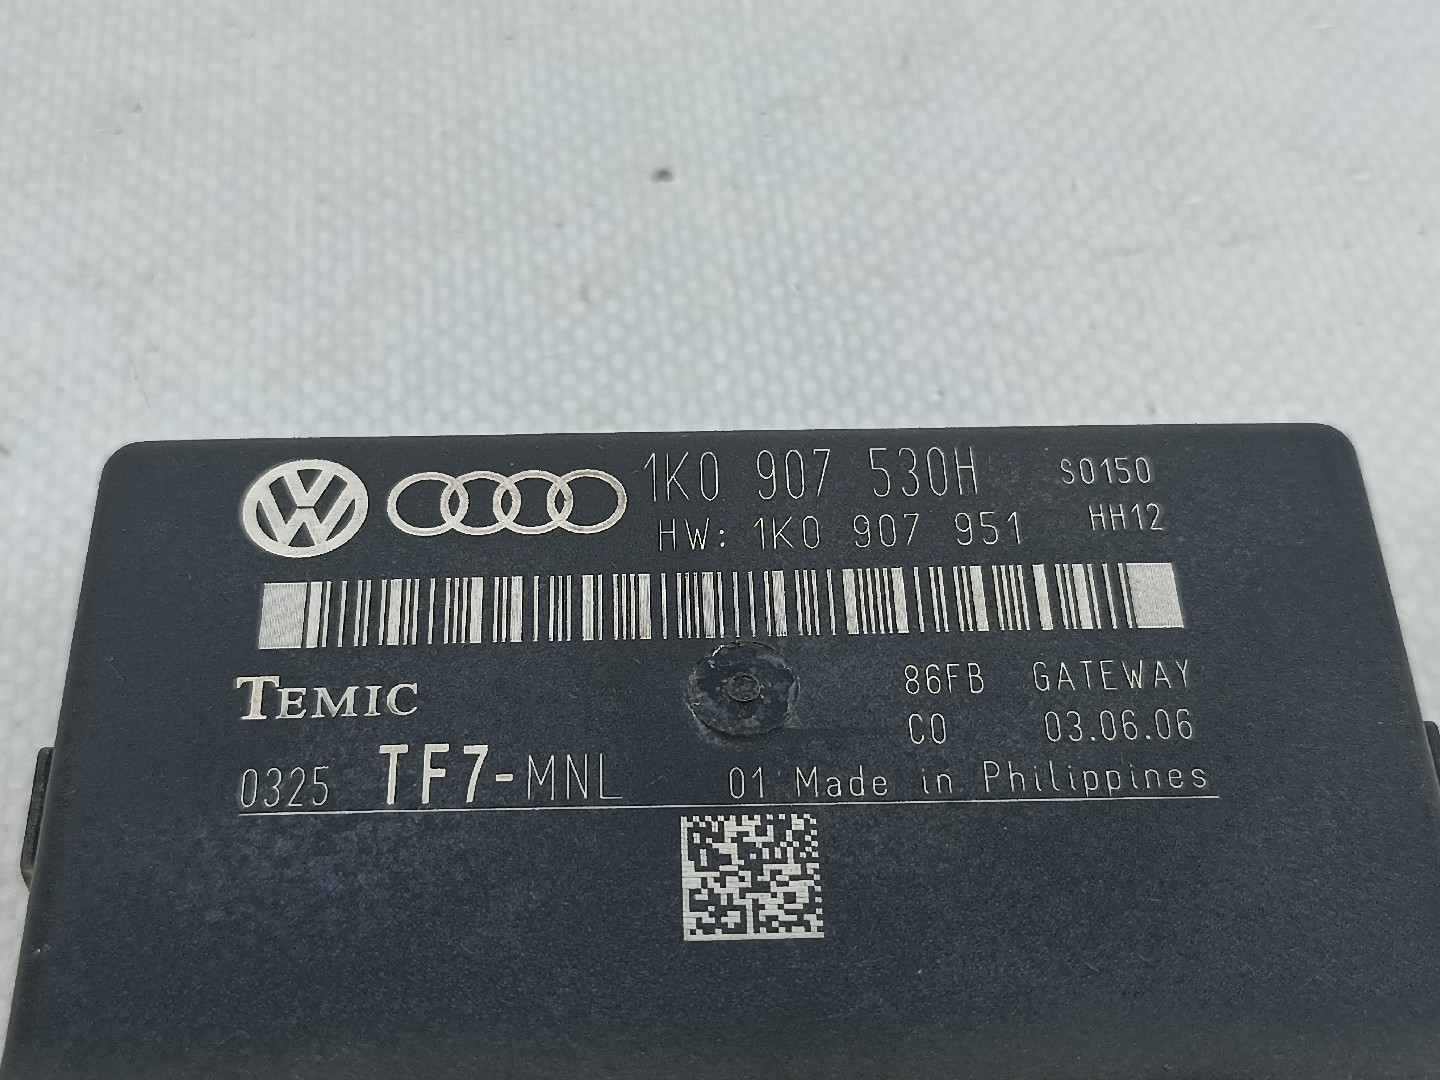 1K0 907 530H S0150
HW: 1K0 907 951 HH12
TEMIC
86FB GATEWAY
C0 03.06.06
0325 TF7-MNL 01 Made in Philippines